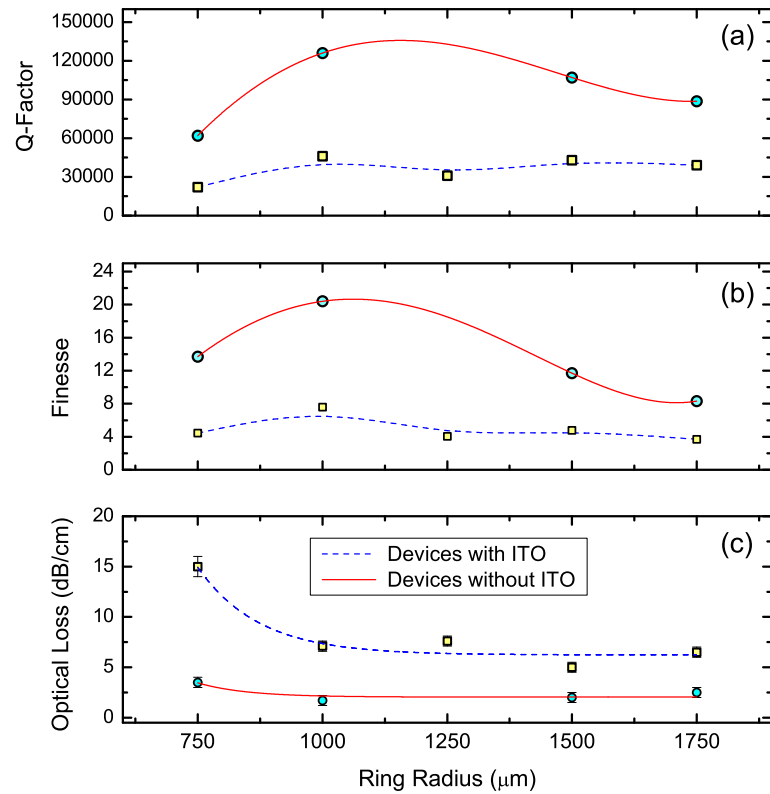 150000
120000
90000
60000
30000
0
Q-Factor
(a)
24
20
16
12
8
4
0
Finesse
(b)
20
15
10
5
0
Optical Loss (dB/cm)
(c)
Devices with ITO
Devices without ITO
750 1000 1250 1500 1750
Ring Radius (μm)